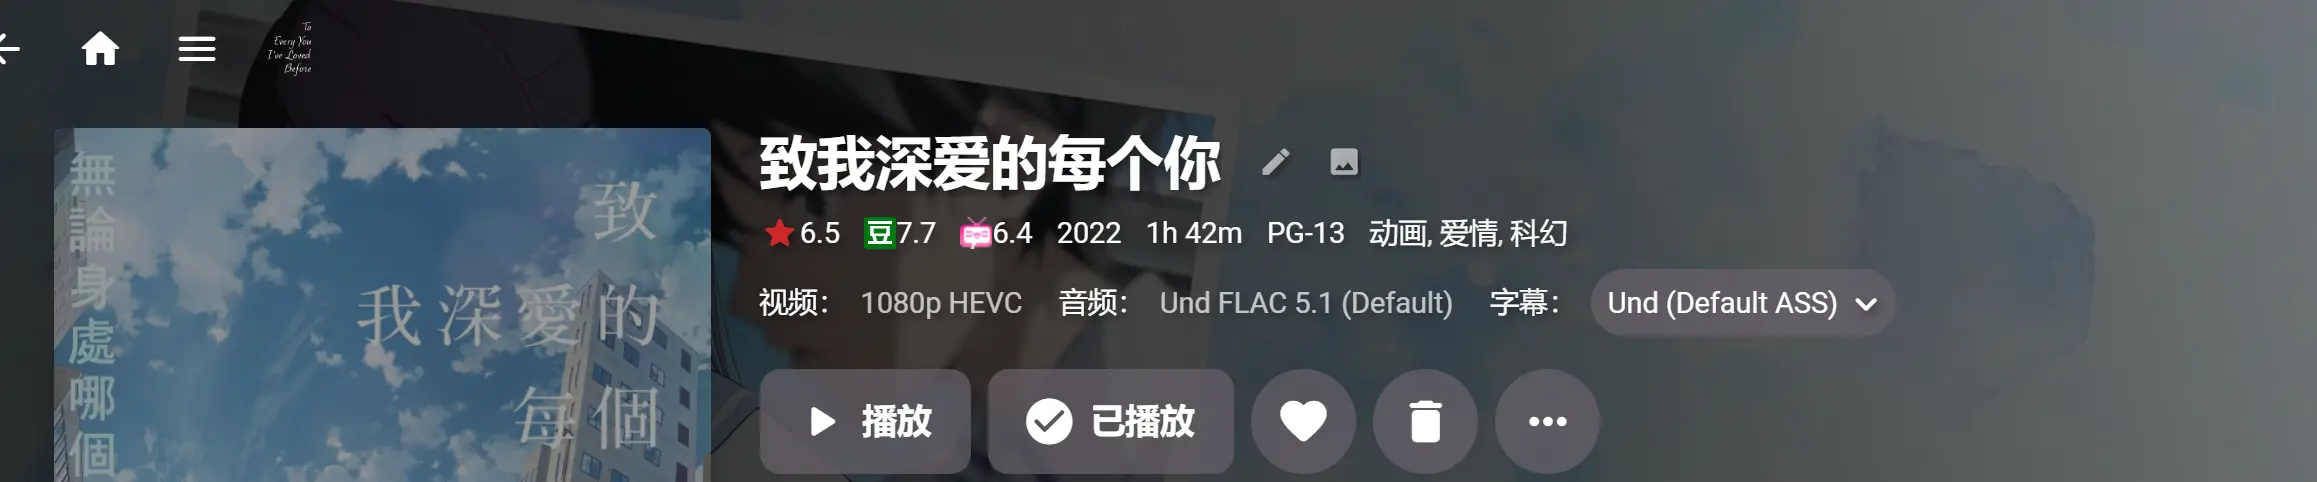 To
Every You
I've Loved
Before
無論身處哪個
致
我深愛的
每個
致我深爱的每个你
6.5 豆7.7 6.4 2022 1h 42m PG-13 动画, 爱情, 科幻
视频： 1080p HEVC 音频： Und FLAC 5.1 (Default) 字幕： Und (Default ASS)
播放 已播放